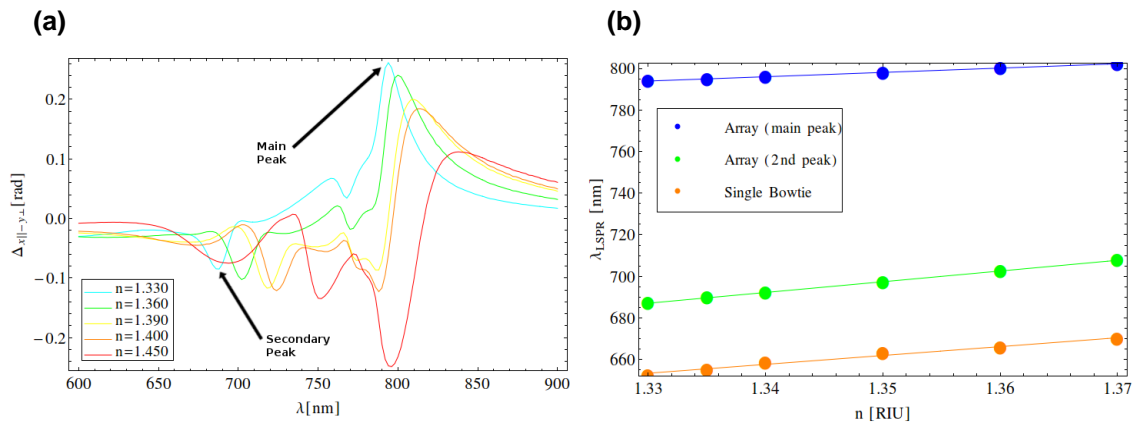 (a)
(b)
0.2
0.1
0.0
−0.1
−0.2
Δx||−y⊥[rad]
Main
Peak
Secondary
Peak
n=1.330
n=1.360
n=1.390
n=1.400
n=1.450
600 650 700 750 800 850 900
λ[nm]
800
780
760
740
720
700
680
660
λLSPR [nm]
Array (main peak)
Array (2nd peak)
Single Bowtie
1.33 1.34 1.35 1.36 1.37
n [RIU]